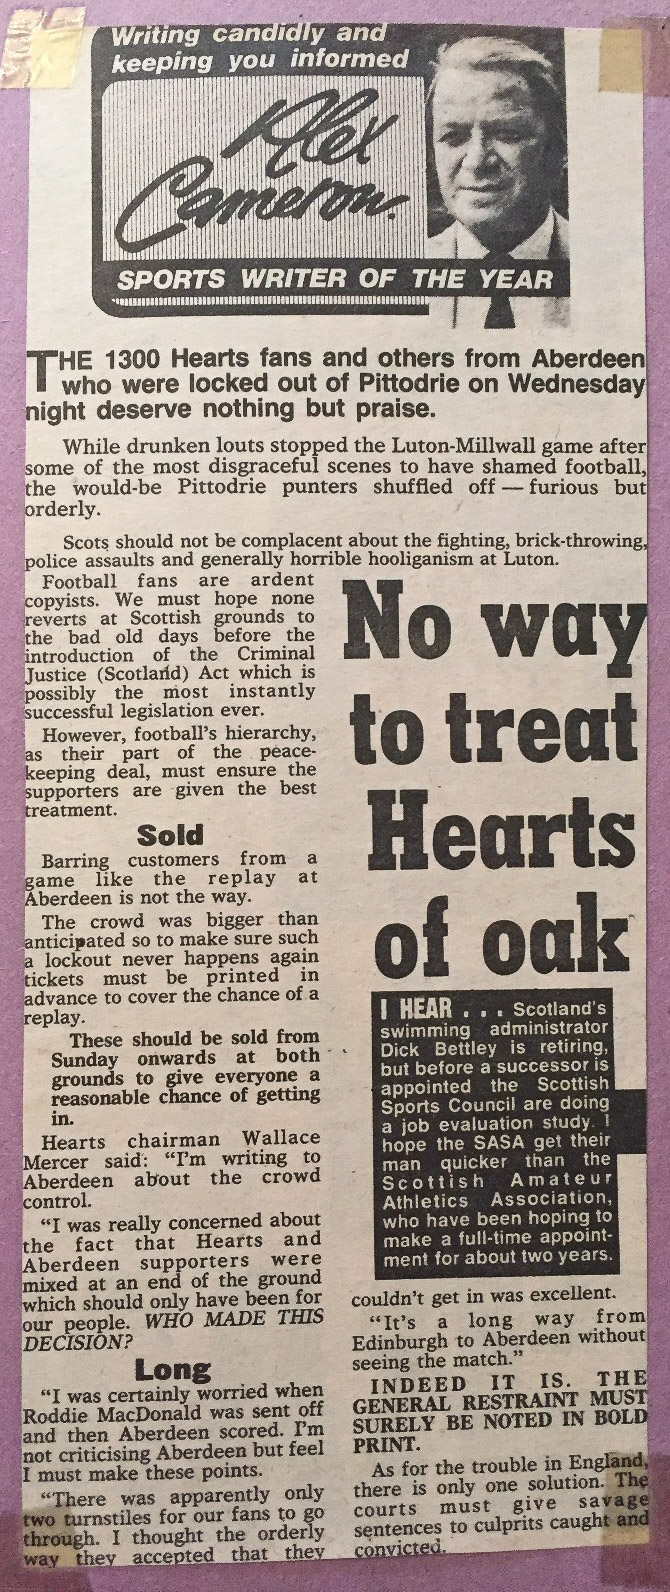 Writing candidly and
keeping you informed
Alex
Cameron.
SPORTS WRITER OF THE YEAR
THE 1300 Hearts fans and others from Aberdeen
who were locked out of Pittodrie on Wednesday
night deserve nothing but praise.
While drunken louts stopped the Luton-Millwall game after
some of the most disgraceful scenes to have shamed football,
the would-be Pittodrie punters shuffled off — furious but
orderly.
Scots should not be complacent about the fighting, brick-throwing,
police assaults and generally horrible hooliganism at Luton.
Football fans are ardent
copyists. We must hope none
reverts at Scottish grounds to
the bad old days before the
introduction of the Criminal
Justice (Scotland) Act which is
possibly the most instantly
successful legislation ever.
However, football's hierarchy,
as their part of the peace-
keeping deal, must ensure the
supporters are given the best
treatment.
Sold
Barring customers from a
game like the replay at
Aberdeen is not the way.
The crowd was bigger than
anticipated so to make sure such
a lockout never happens again
tickets must be printed in
advance to cover the chance of a
replay.
These should be sold from
Sunday onwards at both
grounds to give everyone a
reasonable chance of getting
in.
Hearts chairman Wallace
Mercer said: "I'm writing to
Aberdeen about the crowd
control.
"I was really concerned about
the fact that Hearts and
Aberdeen supporters were
mixed at an end of the ground
which should only have been for
our people. WHO MADE THIS
DECISION?
Long
"I was certainly worried when
Roddie MacDonald was sent off
and then Aberdeen scored. I'm
not criticising Aberdeen but feel
I must make these points.
"There was apparently only
two turnstiles for our fans to go
through. I thought the orderly
way they accepted that they
No way
to treat
Hearts
of oak
I HEAR . . . Scotland's
swimming administrator
Dick Bettley is retiring,
but before a successor is
appointed the Scottish
Sports Council are doing
a job evaluation study. I
hope the SASA get their
man quicker than the
Scottish Amateur
Athletics Association,
who have been hoping to
make a full-time appoint-
ment for about two years.
couldn't get in was excellent.
"It's a long way from
Edinburgh to Aberdeen without
seeing the match."
INDEED IT IS. THE
GENERAL RESTRAINT MUST
SURELY BE NOTED IN BOLD
PRINT.
As for the trouble in England,
there is only one solution. The
courts must give savage
sentences to culprits caught and
convicted.